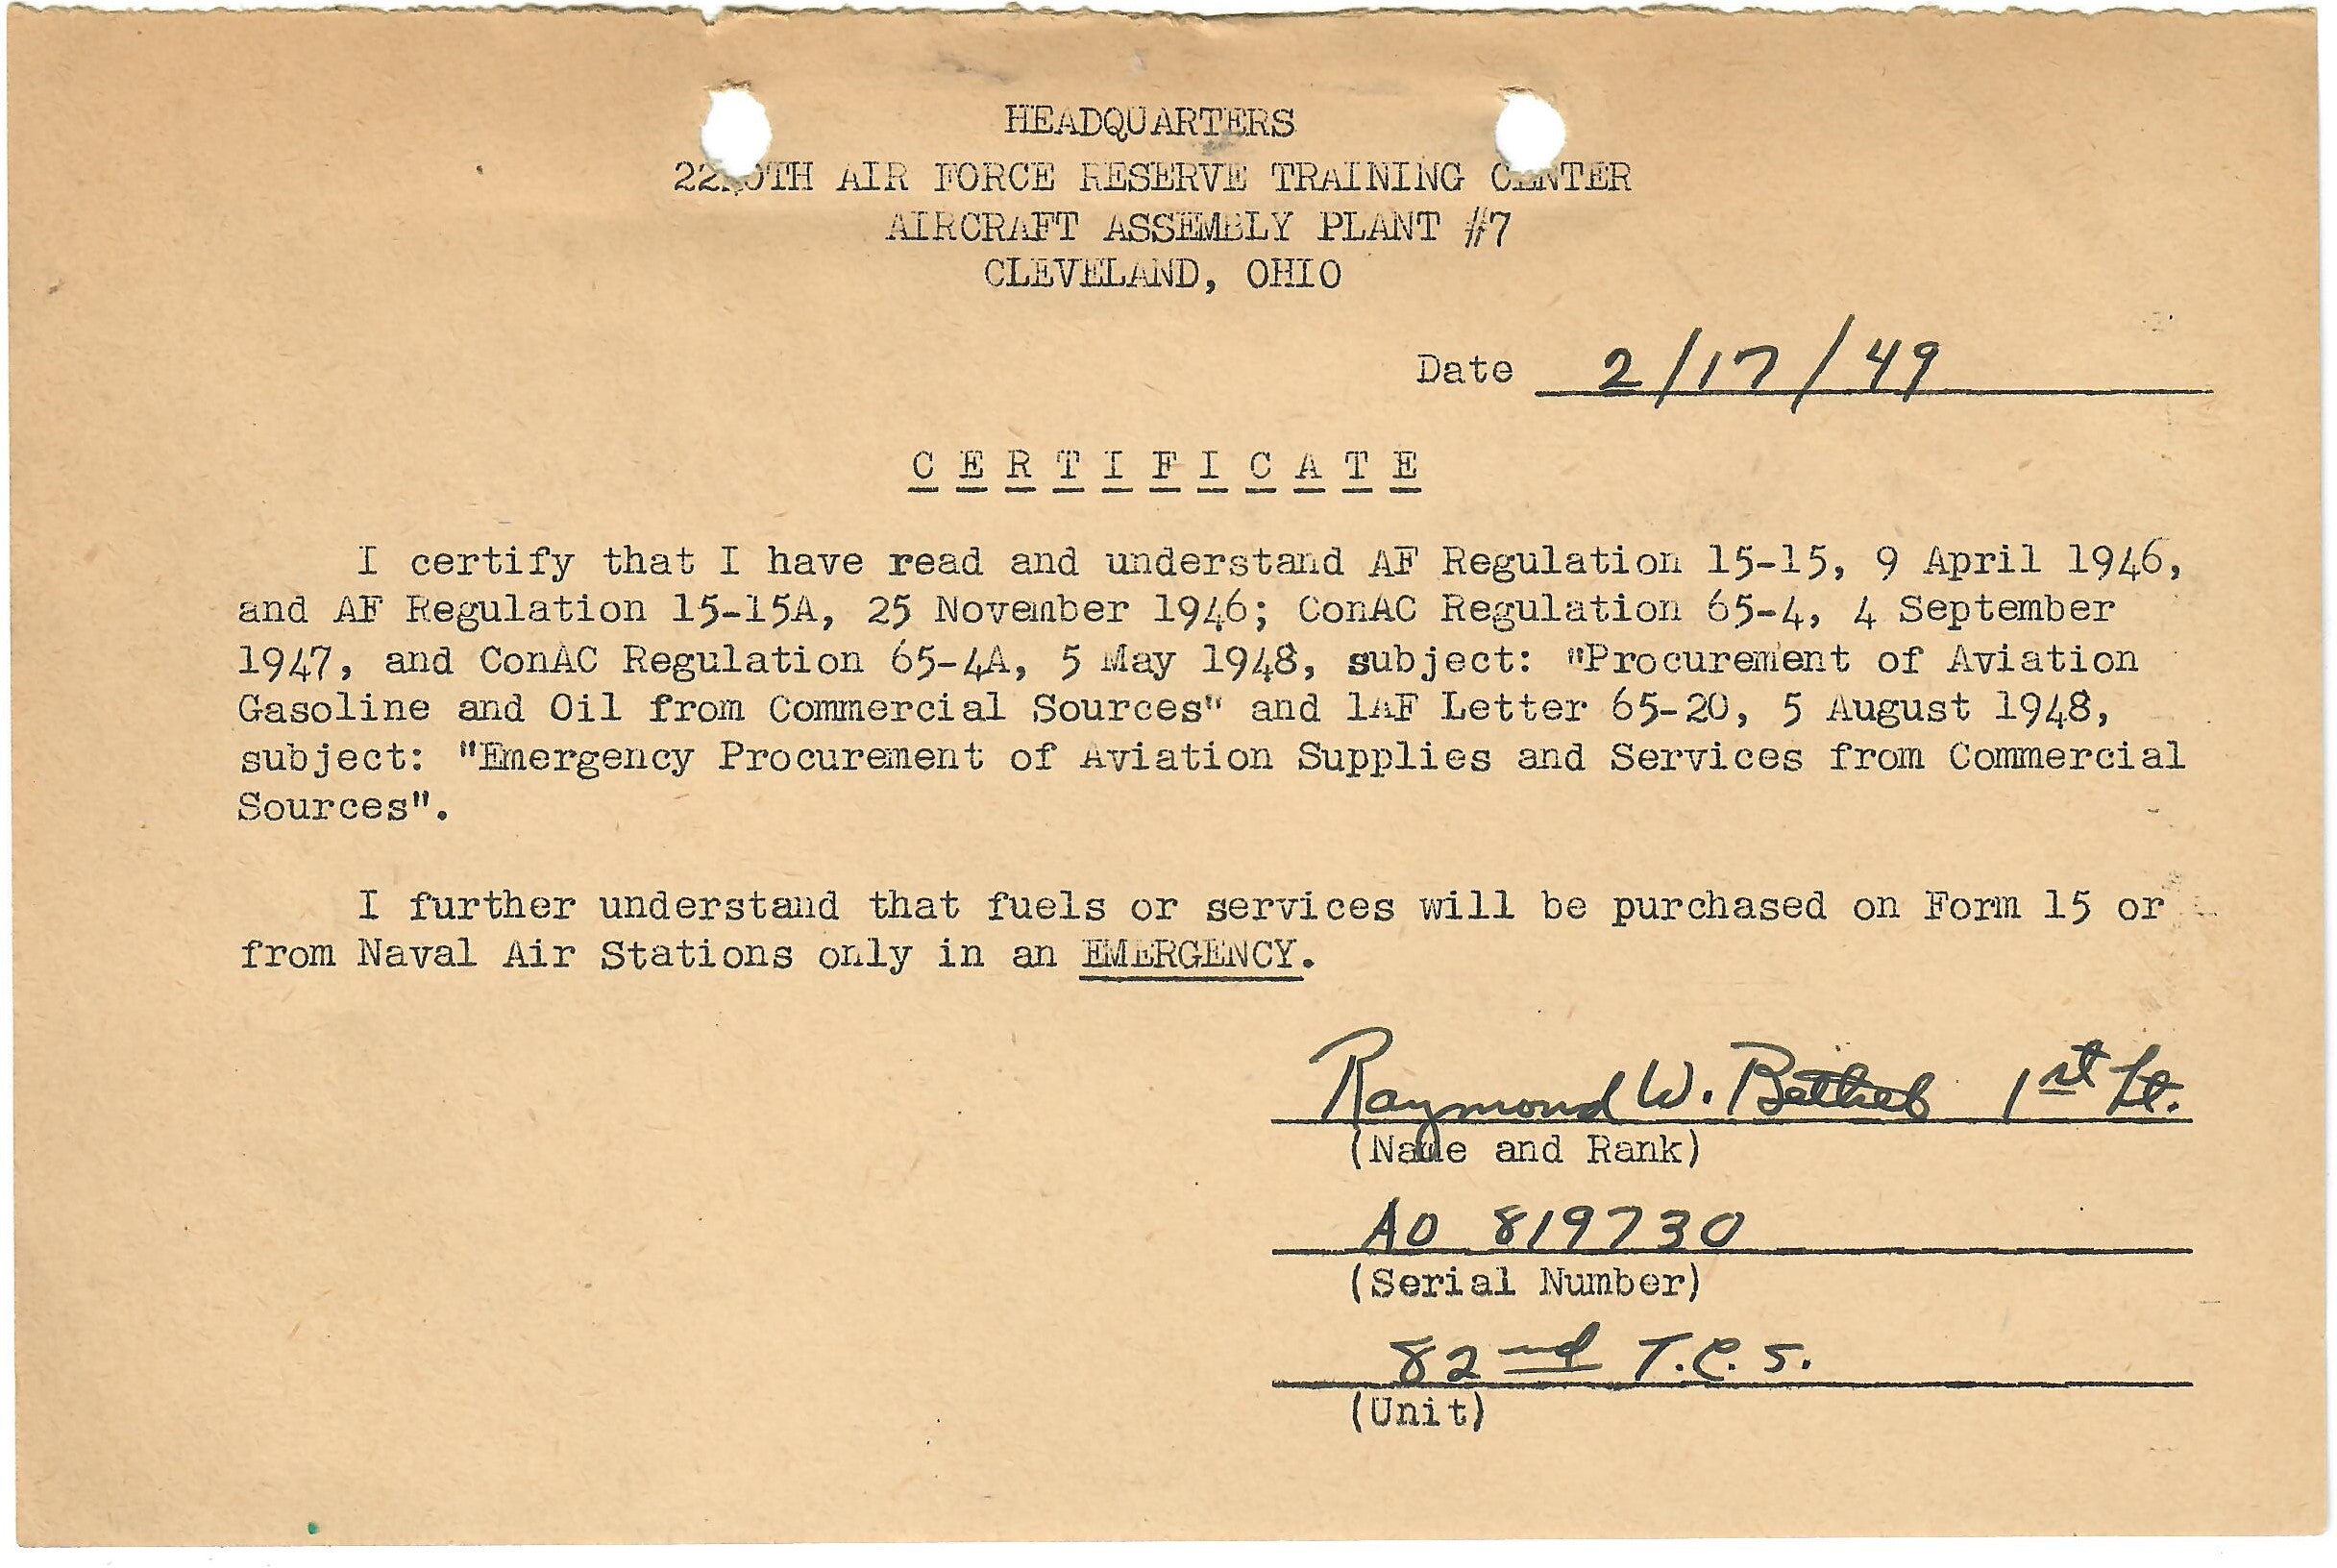 HEADQUARTERS
AIR FORCE RESERVE TRAINING CENTER
AIRCRAFT ASSEMBLY PLANT #7
CLEVELAND, OHIO
Date 2/17/49
C E R T I F I C A T E
I certify that I have read and understand AF Regulation 15-15, 9 April 1946,
and AF Regulation 15-15A, 25 November 1946; ConAC Regulation 65-4, 4 September
1947, and ConAC Regulation 65-4A, 5 May 1948, subject: "Procurement of Aviation
Gasoline and Oil from Commercial Sources" and 1AF Letter 65-20, 5 August 1948,
subject: "Emergency Procurement of Aviation Supplies and Services from Commercial
Sources".
I further understand that fuels or services will be purchased on Form 15 or
from Naval Air Stations only in an EMERGENCY.
Raymond W. 1st Lt.
(Name and Rank)
AO 819730
(Serial Number)
82nd T.C.S.
(Unit)